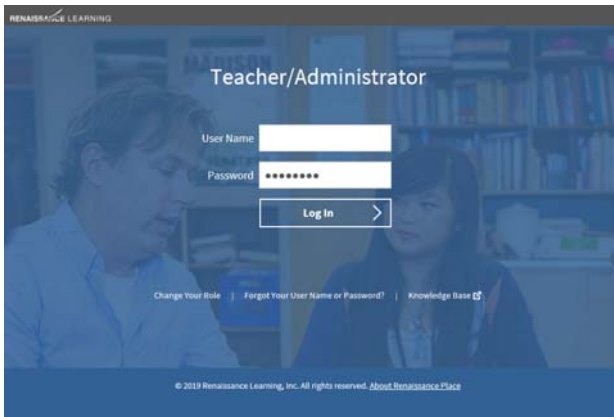 RENAISSANCE LEARNING
MADISON
Teacher/Administrator
User Name
Password ••••••••
Log In
Change Your Role | Forgot Your User Name or Password? | Knowledge Base
© 2019 Renaissance Learning, Inc. All rights reserved. About Renaissance Place